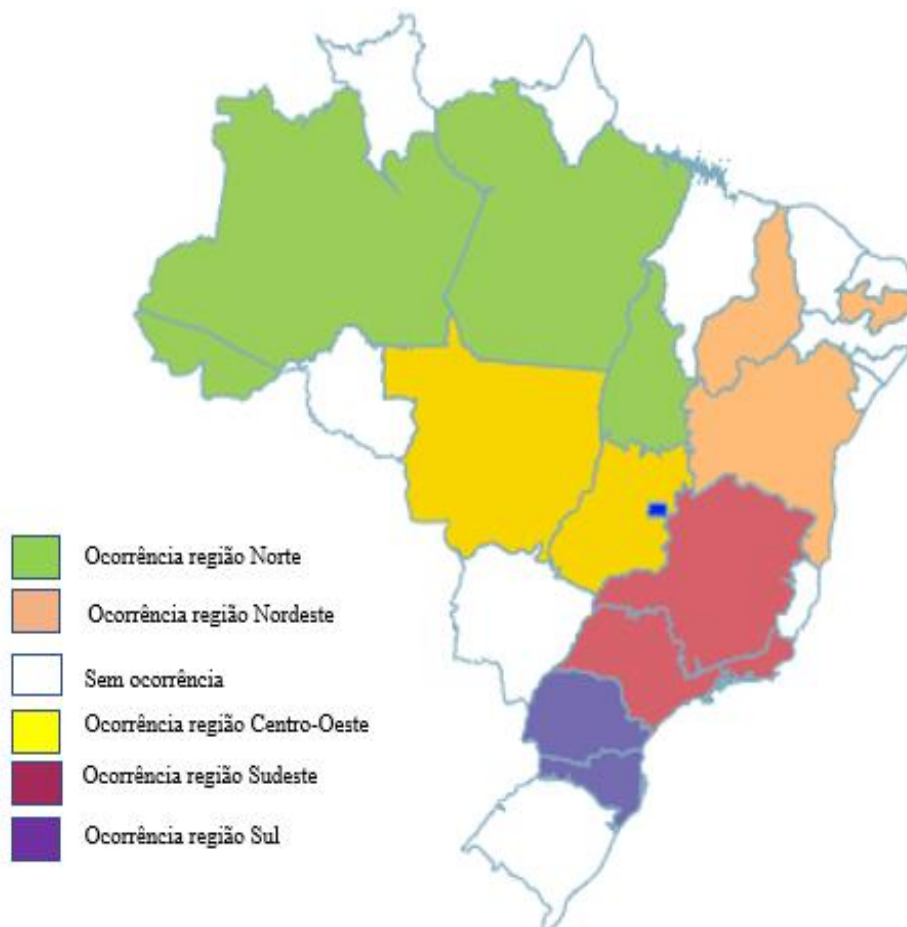 Ocorrência região Norte
Ocorrência região Nordeste
Sem ocorrência
Ocorrência região Centro-Oeste
Ocorrência região Sudeste
Ocorrência região Sul